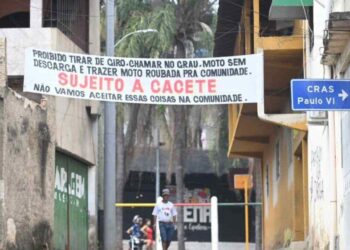 PROIBIDO TIRAR DE GIRO, CHAMAR NO GRAU, MOTO SEM
DESCARGA E TRAZER MOTO ROUBADA PRA COMUNIDADE.
SUJEITO A CACETE
NÃO VAMOS ACEITAR ESSAS COISAS NA COMUNIDADE.
CRAS
Paulo VI